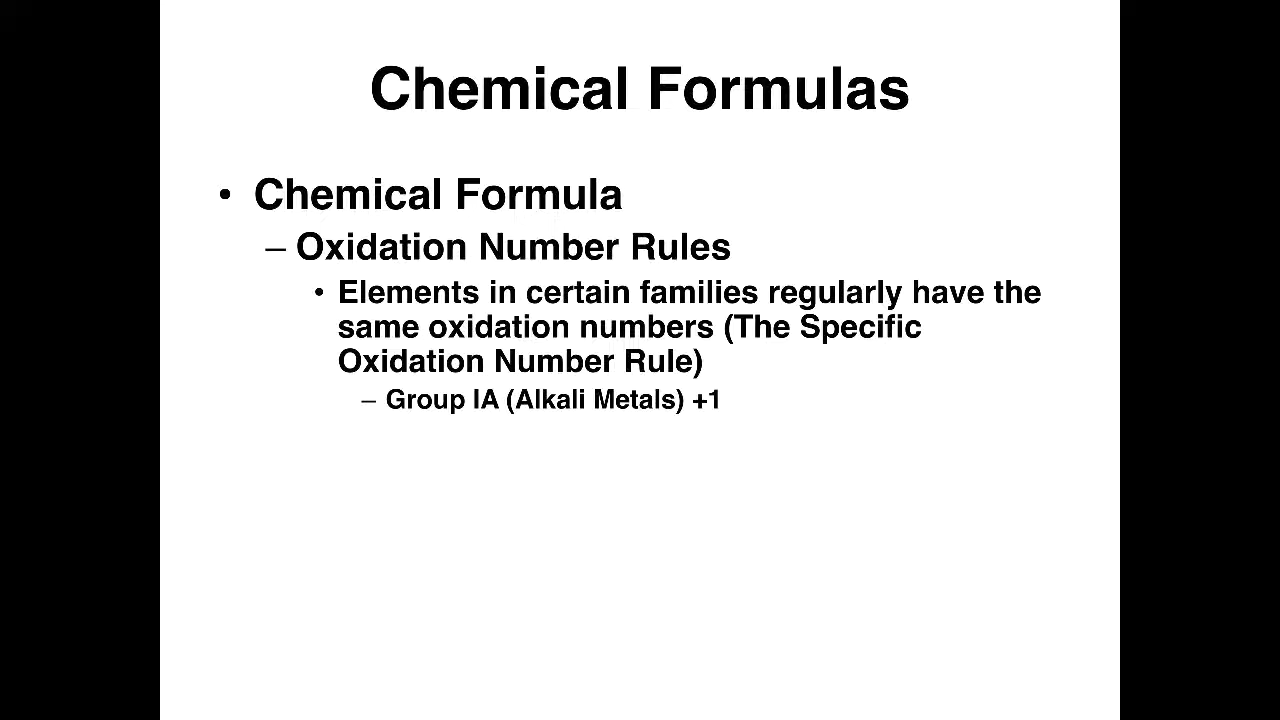 Chemical Formulas
• Chemical Formula
– Oxidation Number Rules
• Elements in certain families regularly have the
same oxidation numbers (The Specific
Oxidation Number Rule)
– Group IA (Alkali Metals) +1